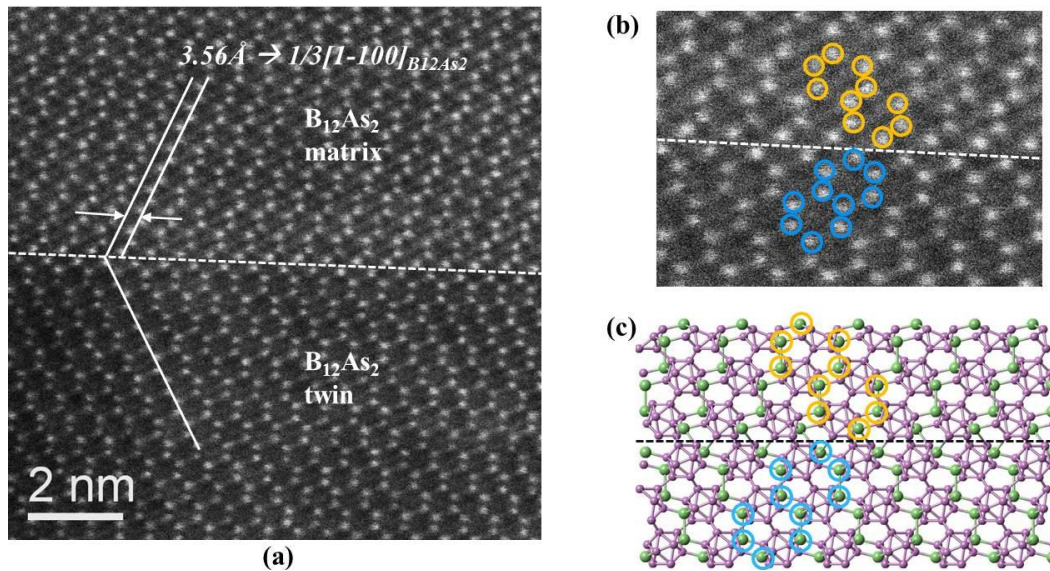 (a)
3.56Å → 1/3[1-100]B12As2
B₁₂As₂
matrix
B₁₂As₂
twin
2 nm
(b)
(c)